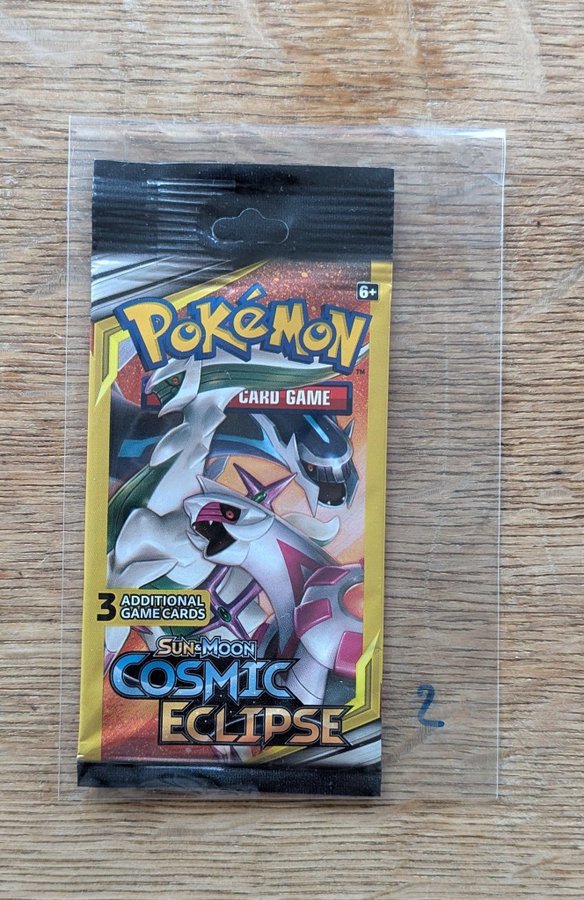 6+
POKéMON
TM
CARD GAME
3 ADDITIONAL
GAME CARDS
SUN & MOON
COSMIC
ECLIPSE
2